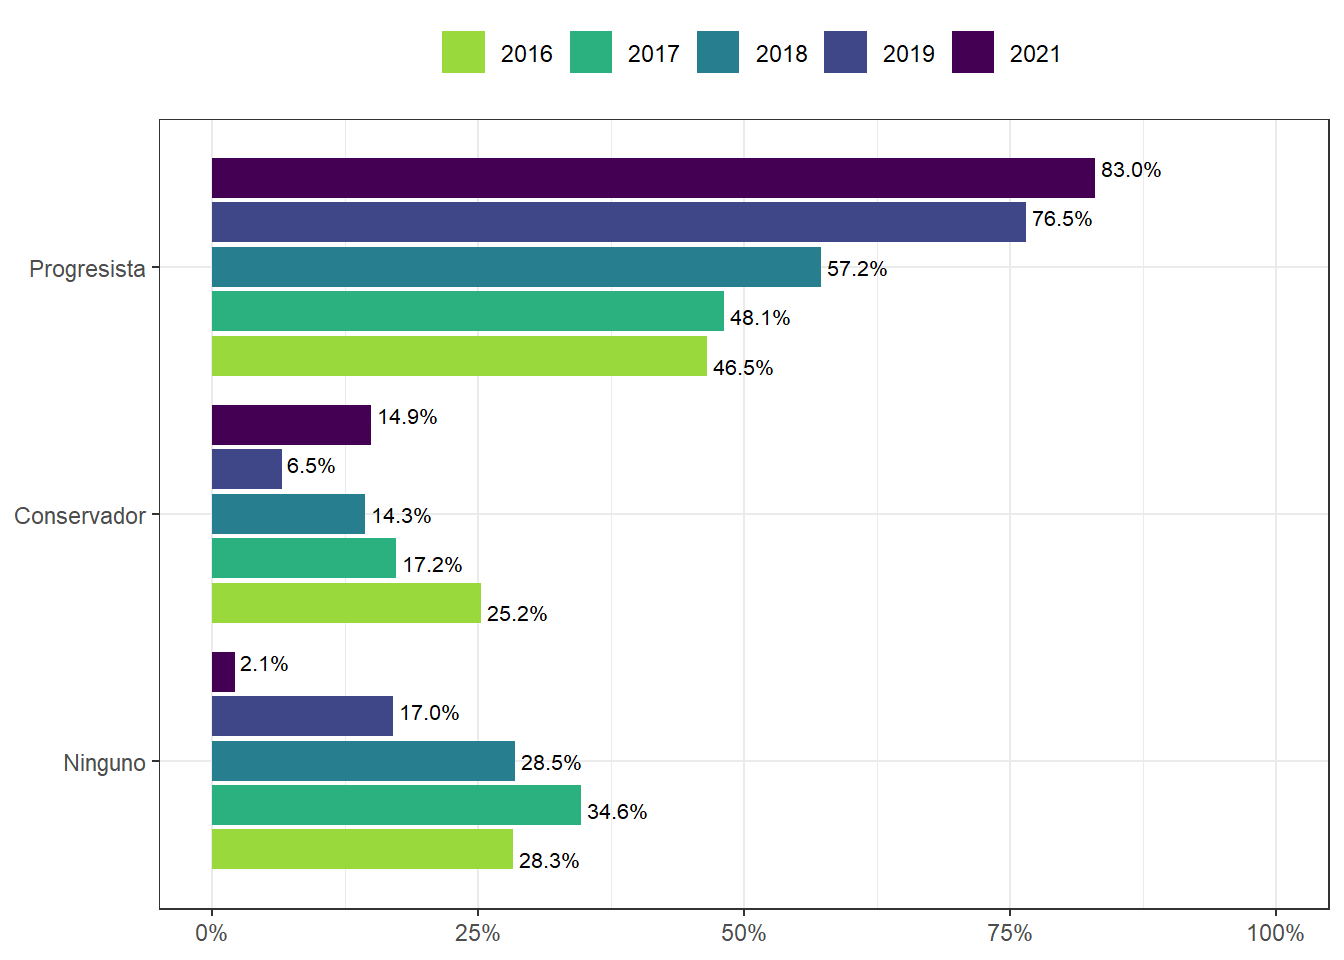 2016 2017 2018 2019 2021
83.0%
76.5%
Progresista 57.2%
48.1%
46.5%
14.9%
6.5%
Conservador 14.3%
17.2%
25.2%
2.1%
17.0%
Ninguno 28.5%
34.6%
28.3%
0% 25% 50% 75% 100%